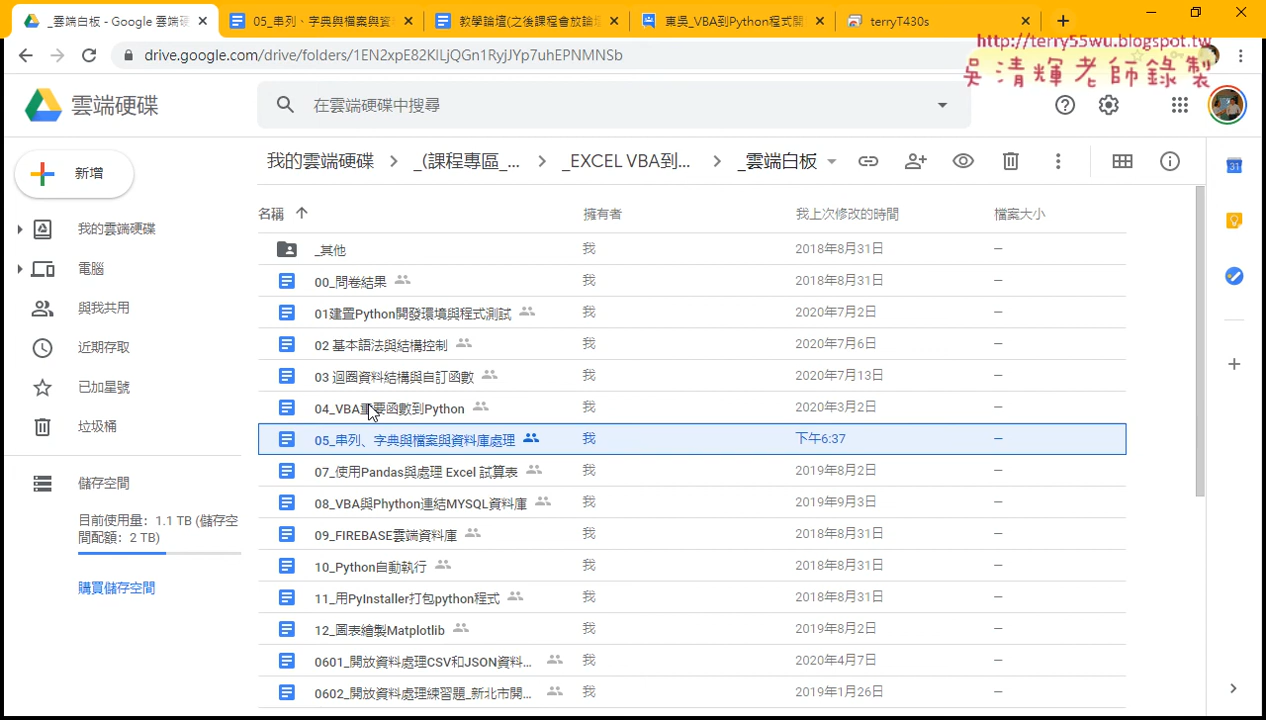 _雲端白板 - Google 雲端硬
05_串列、字典與檔案與資
教學論壇(之後課程會放論
東吳_VBA到Python程式開
terryT430s
drive.google.com/drive/folders/1EN2xpE82KILjQGn1RyjJYp7uhEPNMNSb
http://terry55wu.blogspot.tw
吳清輝老師錄製
雲端硬碟
在雲端硬碟中搜尋
新增
我的雲端硬碟
_(課程專區_...
_EXCEL VBA到...
_雲端白板
名稱
擁有者
我上次修改的時間
檔案大小
_其他 我 2018年8月31日 –
00_問卷結果 我 2018年8月31日 –
01建置Python開發環境與程式測試 我 2020年7月2日 –
02 基本語法與結構控制 我 2020年7月6日 –
03 迴圈資料結構與自訂函數 我 2020年7月13日 –
04_VBA重要函數到Python 我 2020年3月2日 –
05_串列、字典與檔案與資料庫處理 我 下午6:37 –
07_使用Pandas與處理 Excel 試算表 我 2019年8月2日 –
08_VBA與Phython連結MYSQL資料庫 我 2019年9月3日 –
09_FIREBASE雲端資料庫 我 2018年8月31日 –
10_Python自動執行 我 2018年8月31日 –
11_用PyInstaller打包python程式 我 2018年8月31日 –
12_圖表繪製Matplotlib 我 2019年8月2日 –
0601_開放資料處理CSV和JSON資料... 我 2020年4月7日 –
0602_開放資料處理練習題_新北市開... 我 2019年1月26日 –
我的雲端硬碟
電腦
與我共用
近期存取
已加星號
垃圾桶
儲存空間
目前使用量：1.1 TB (儲存空
間配額：2 TB)
購買儲存空間
31